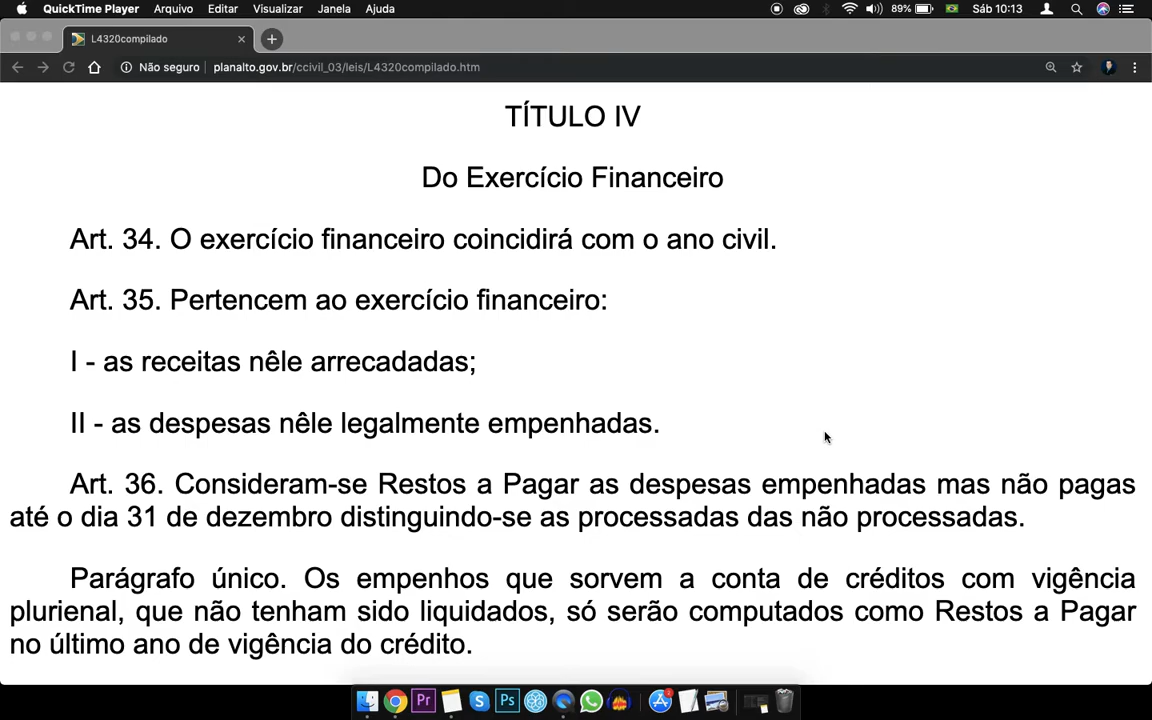 QuickTime Player Arquivo Editar Visualizar Janela Ajuda 89% Sáb 10:13
L4320compilado
Não seguro planalto.gov.br/ccivil_03/leis/L4320compilado.htm
TÍTULO IV
Do Exercício Financeiro
Art. 34. O exercício financeiro coincidirá com o ano civil.
Art. 35. Pertencem ao exercício financeiro:
I - as receitas nêle arrecadadas;
II - as despesas nêle legalmente empenhadas.
Art. 36. Consideram-se Restos a Pagar as despesas empenhadas mas não pagas
até o dia 31 de dezembro distinguindo-se as processadas das não processadas.
Parágrafo único. Os empenhos que sorvem a conta de créditos com vigência
plurienal, que não tenham sido liquidados, só serão computados como Restos a Pagar
no último ano de vigência do crédito.
Pr Ps